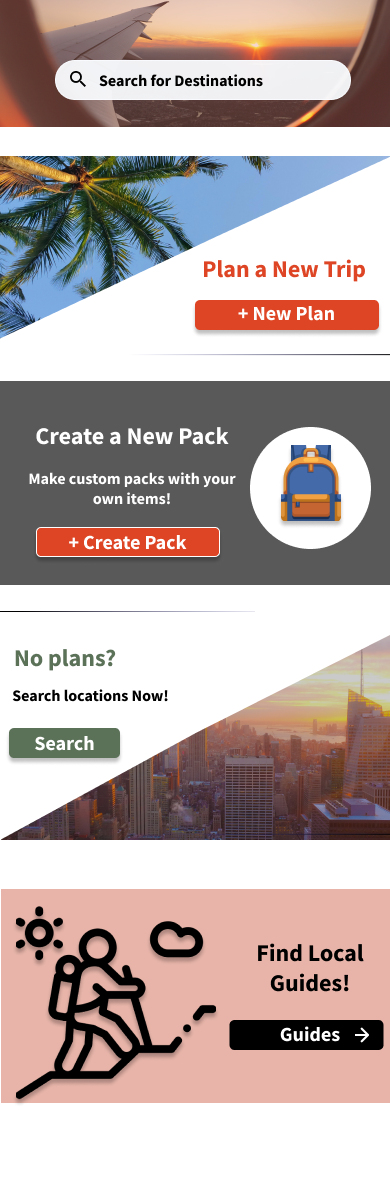 Search for Destinations
Plan a New Trip
+ New Plan
Create a New Pack
Make custom packs with your
own items!
+ Create Pack
No plans?
Search locations Now!
Search
Find Local
Guides!
Guides →